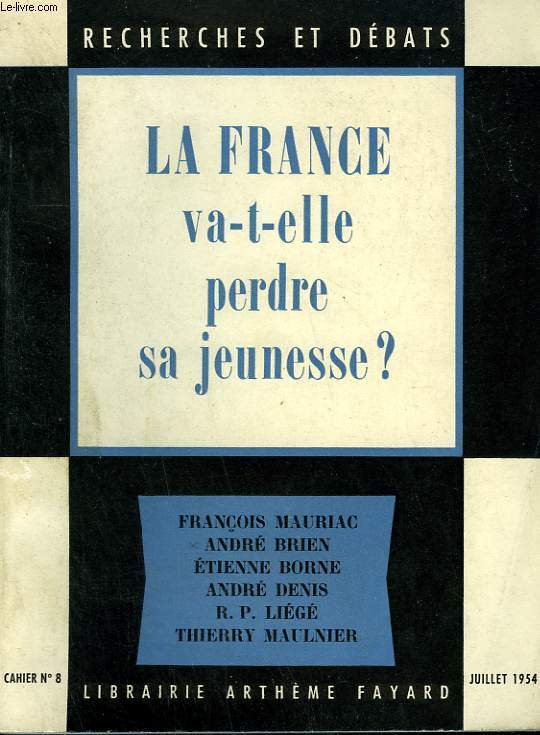 Le-livre.com
RECHERCHES ET DÉBATS
LA FRANCE
va-t-elle
perdre
sa jeunesse ?
FRANÇOIS MAURIAC
ANDRÉ BRIEN
ÉTIENNE BORNE
ANDRÉ DENIS
R. P. LIÉGÉ
THIERRY MAULNIER
CAHIER N° 8
JUILLET 1954
LIBRAIRIE ARTHÈME FAYARD